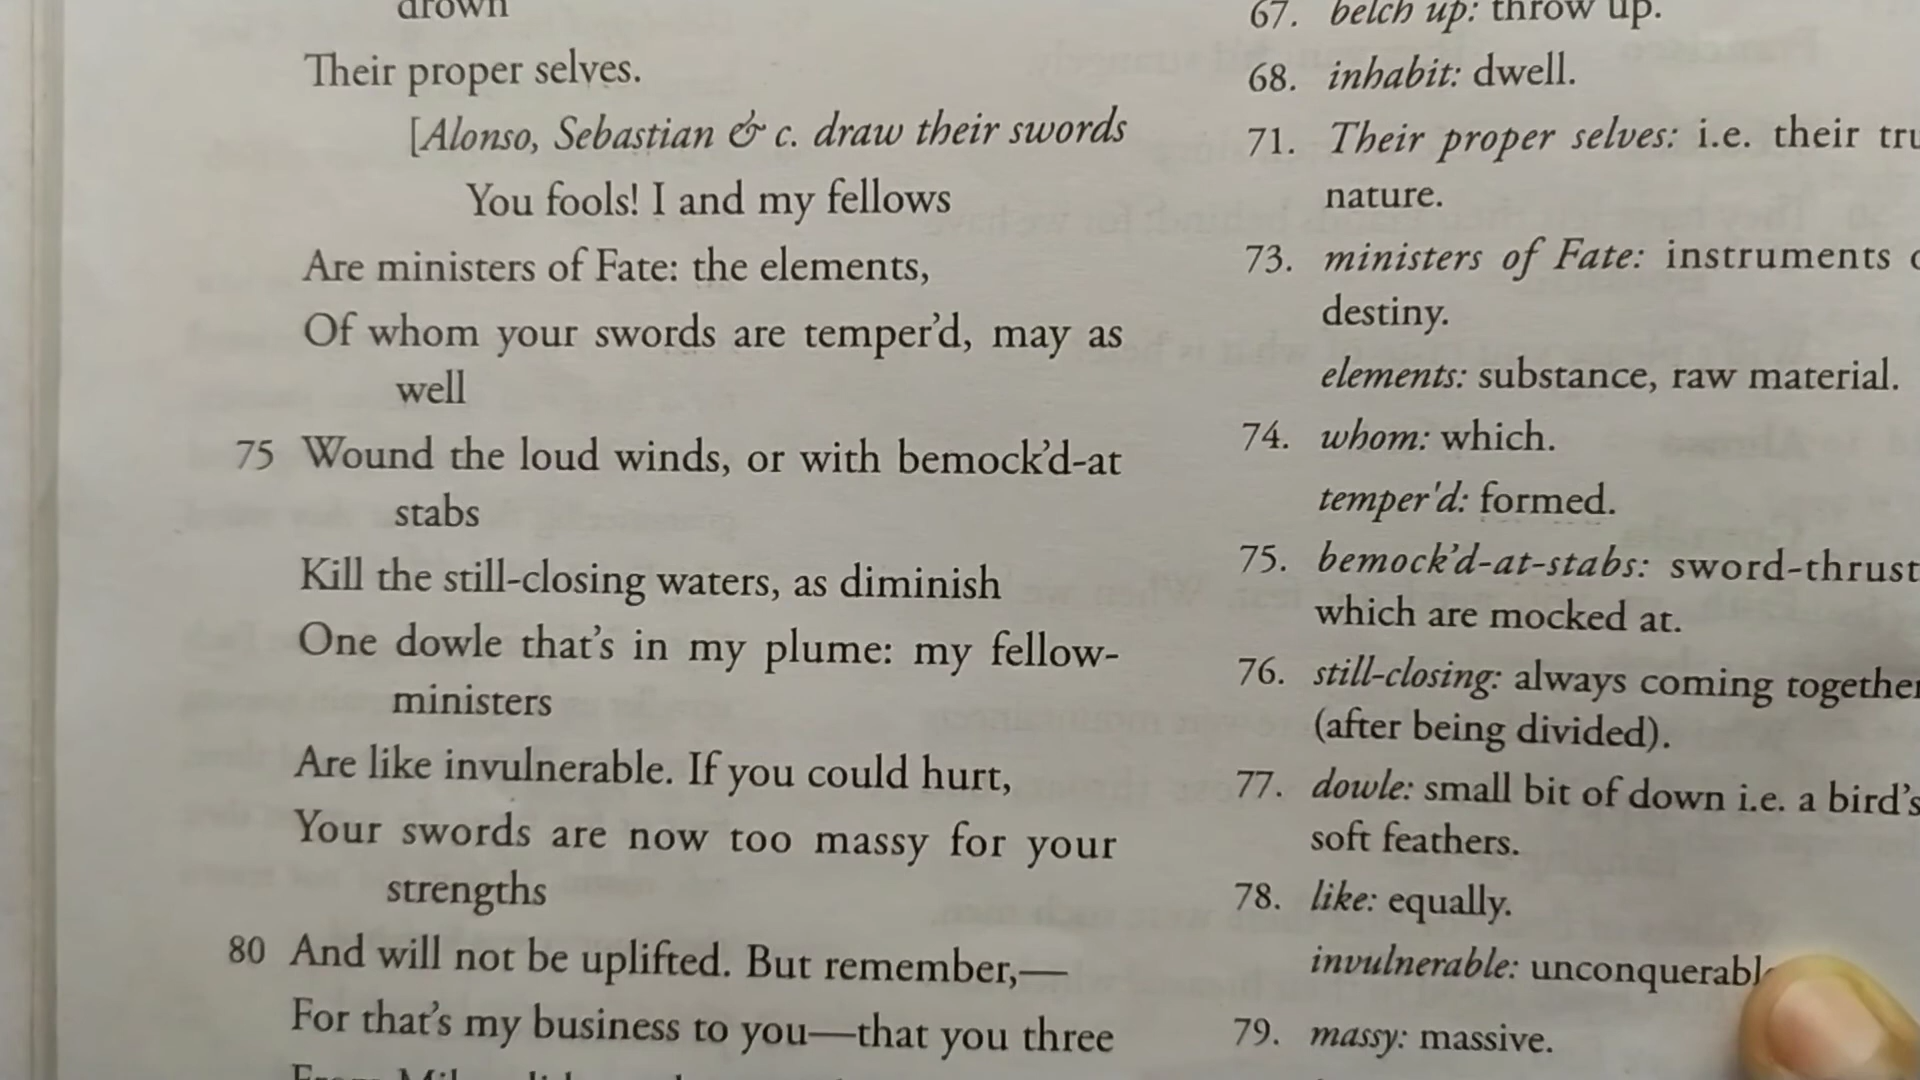 drown
Their proper selves.
[Alonso, Sebastian & c. draw their swords
You fools! I and my fellows
Are ministers of Fate: the elements,
Of whom your swords are temper'd, may as
well
75 Wound the loud winds, or with bemock'd-at
stabs
Kill the still-closing waters, as diminish
One dowle that's in my plume: my fellow-
ministers
Are like invulnerable. If you could hurt,
Your swords are now too massy for your
strengths
80 And will not be uplifted. But remember,—
For that's my business to you—that you three
67. belch up: throw up.
68. inhabit: dwell.
71. Their proper selves: i.e. their
nature.
73. ministers of Fate: instruments
destiny.
elements: substance, raw material.
74. whom: which.
temper'd: formed.
75. bemock'd-at-stabs: sword-thrust
which are mocked at.
76. still-closing: always coming together
(after being divided).
77. dowle: small bit of down i.e. a bird's
soft feathers.
78. like: equally.
invulnerable: unconquerabl
79. massy: massive.